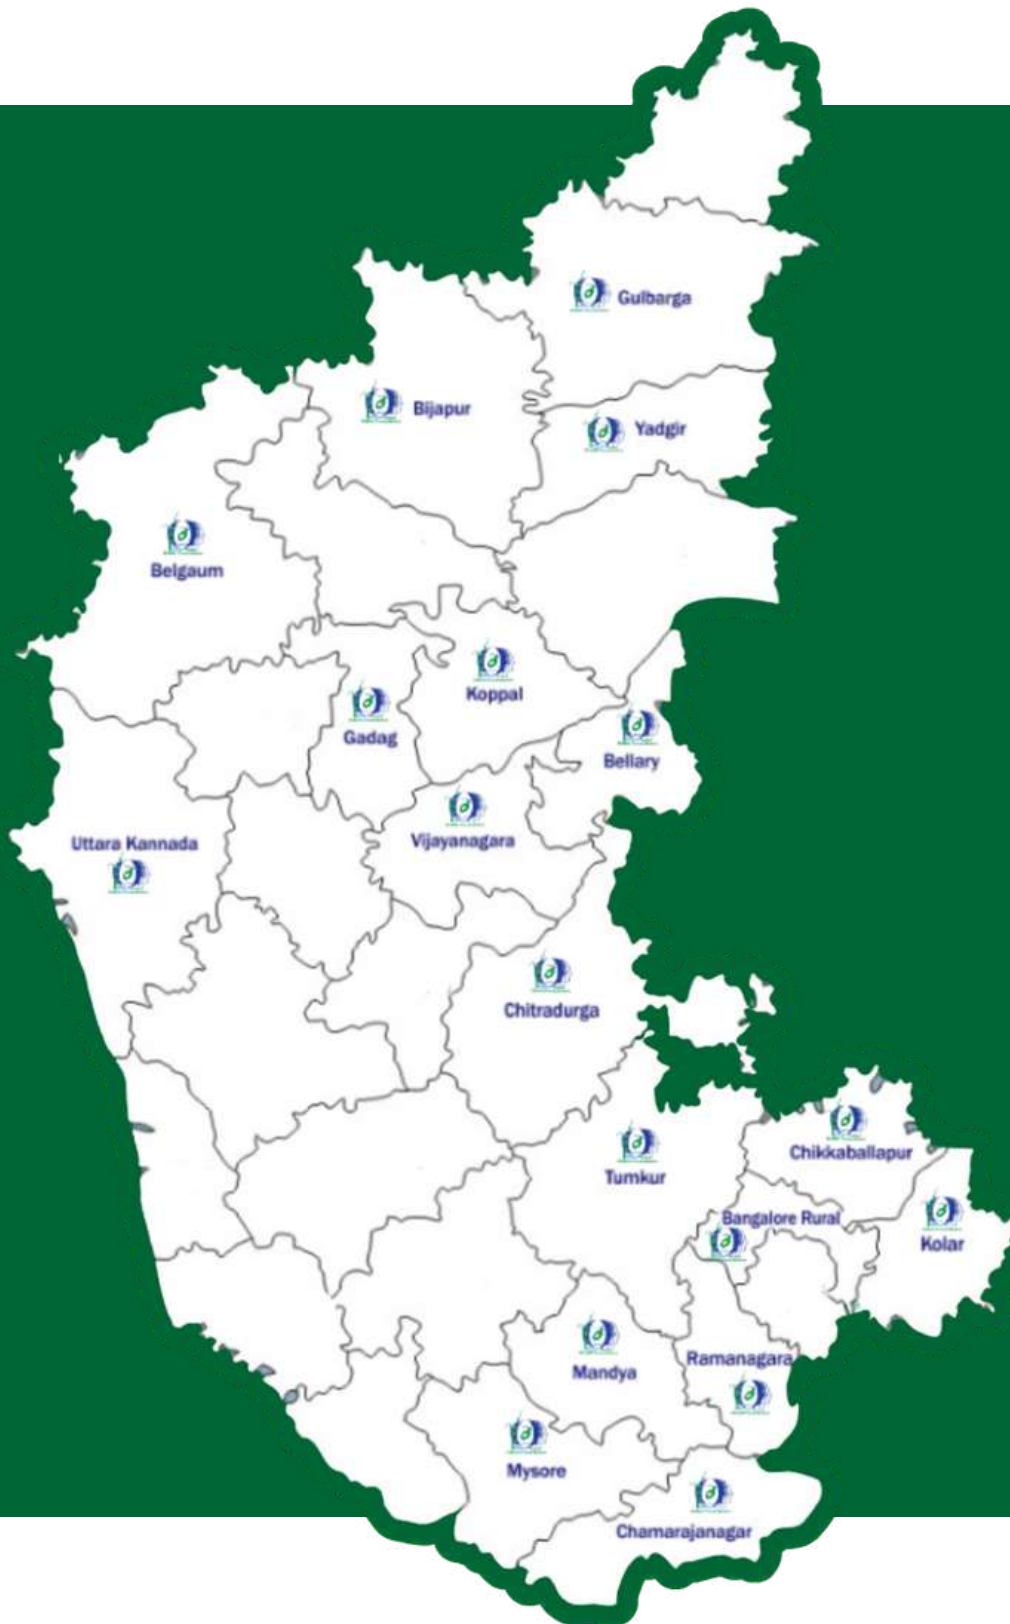 Gulbarga
Bijapur
Yadgir
Belgaum
Koppal
Gadag
Bellary
Uttara Kannada
Vijayanagara
Chitradurga
Chikkaballapur
Tumkur
Bangalore Rural
Kolar
Mandya
Ramanagara
Mysore
Chamarajanagar